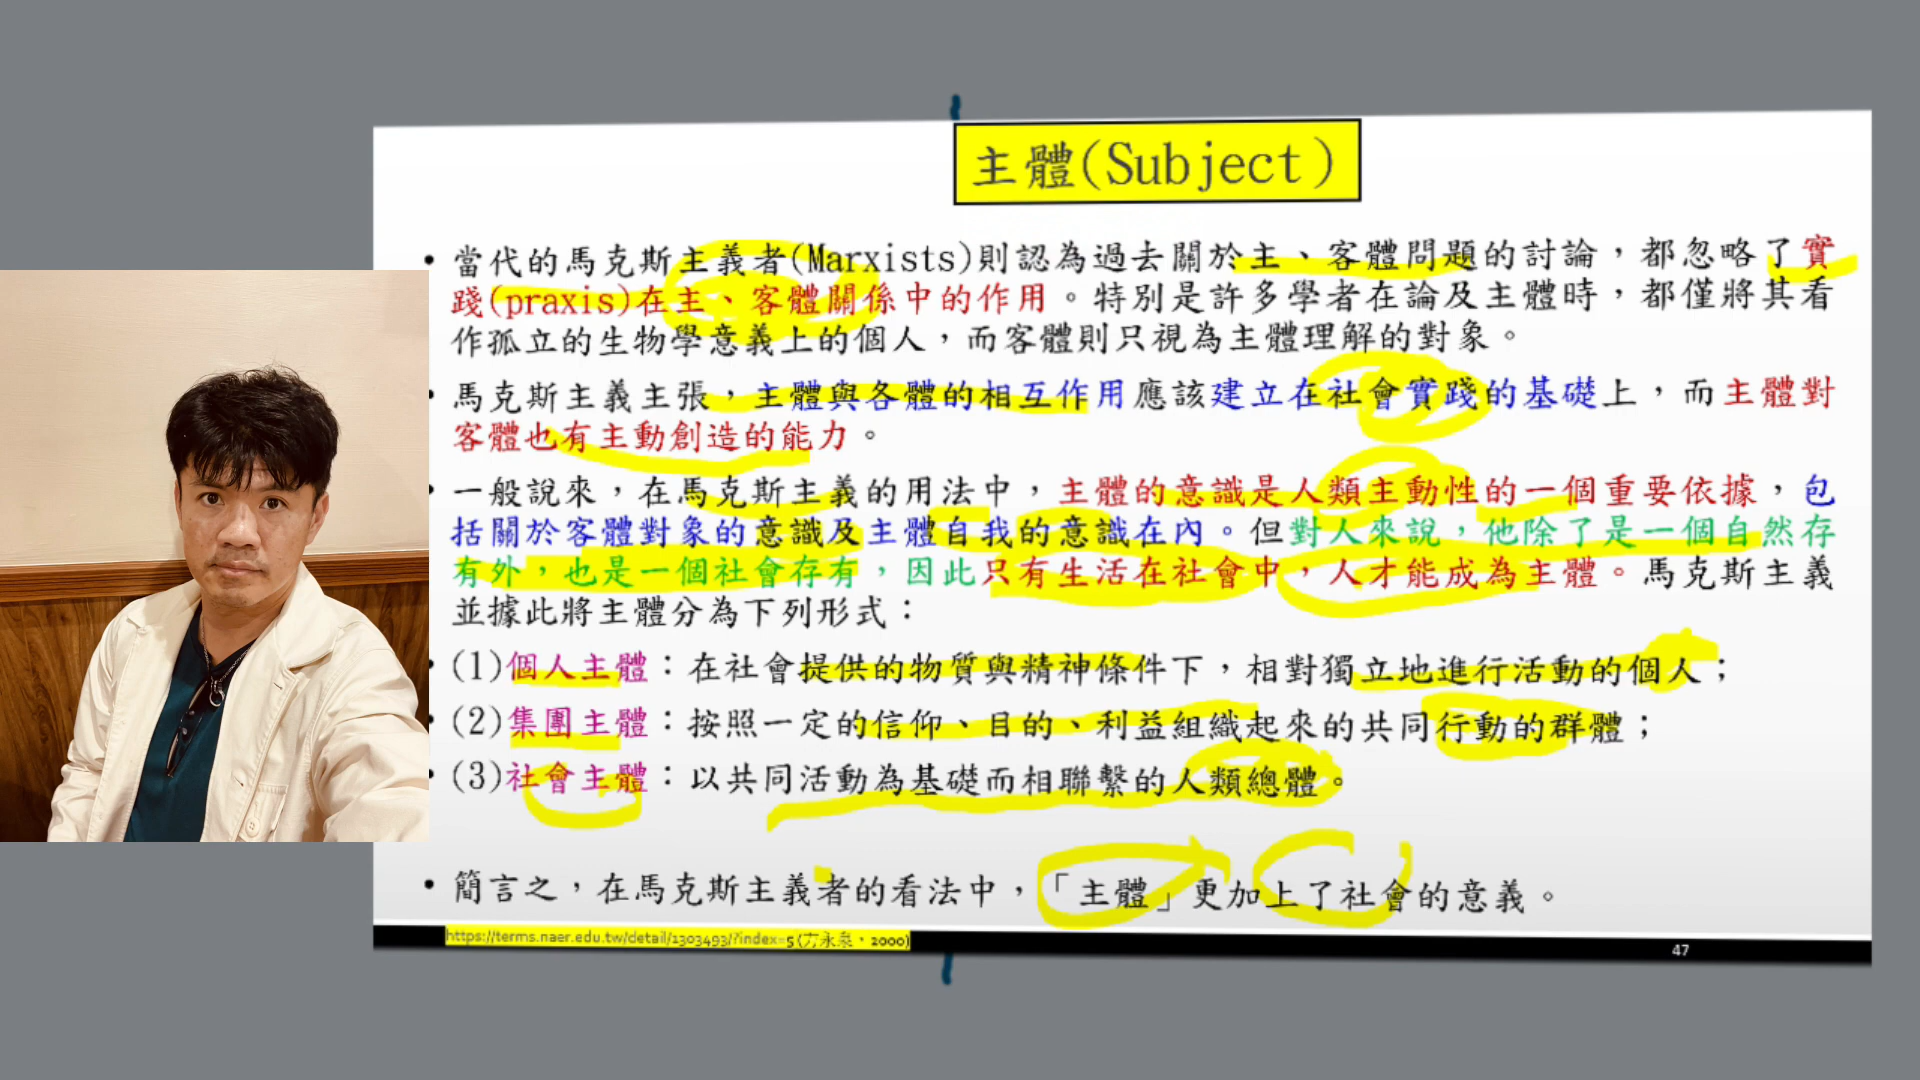 主體(Subject)
• 當代的馬克斯主義者(Marxists)則認為過去關於主、客體問題的討論，都忽略了實
踐(praxis)在主、客體關係中的作用。特別是許多學者在論及主體時，都僅將其看
作孤立的生物學意義上的個人，而客體則只視為主體理解的對象。
• 馬克斯主義主張，主體與各體的相互作用應該建立在社會實踐的基礎上，而主體對
客體也有主動創造的能力。
• 一般說來，在馬克斯主義的用法中，主體的意識是人類主動性的一個重要依據，包
括關於客體對象的意識及主體自我的意識在內。但對人來說，他除了是一個自然存
有外，也是一個社會存有，因此只有生活在社會中，人才能成為主體。馬克斯主義
並據此將主體分為下列形式：
• (1)個人主體：在社會提供的物質與精神條件下，相對獨立地進行活動的個人；
• (2)集團主體：按照一定的信仰、目的、利益組織起來的共同行動的群體；
• (3)社會主體：以共同活動為基礎而相聯繫的人類總體。
• 簡言之，在馬克斯主義者的看法中，「主體」更加上了社會的意義。
https://terms.naer.edu.tw/detail/1303493/?index=5 (方永泉，2000)
47